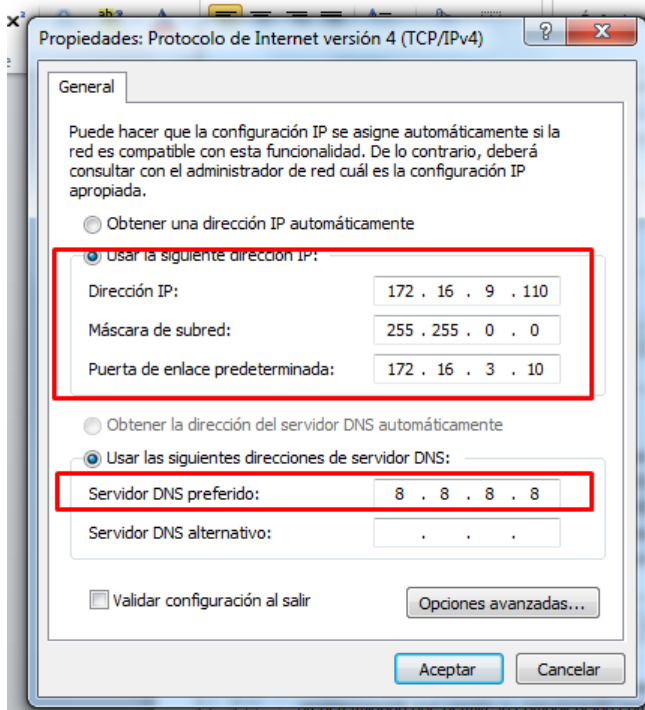 Propiedades: Protocolo de Internet versión 4 (TCP/IPv4)
General
Puede hacer que la configuración IP se asigne automáticamente si la
red es compatible con esta funcionalidad. De lo contrario, deberá
consultar con el administrador de red cuál es la configuración IP
apropiada.
Obtener una dirección IP automáticamente
Usar la siguiente dirección IP:
Dirección IP: 172 . 16 . 9 . 110
Máscara de subred: 255 . 255 . 0 . 0
Puerta de enlace predeterminada: 172 . 16 . 3 . 10
Obtener la dirección del servidor DNS automáticamente
Usar las siguientes direcciones de servidor DNS:
Servidor DNS preferido: 8 . 8 . 8 . 8
Servidor DNS alternativo: . . .
Validar configuración al salir
Opciones avanzadas...
Aceptar Cancelar